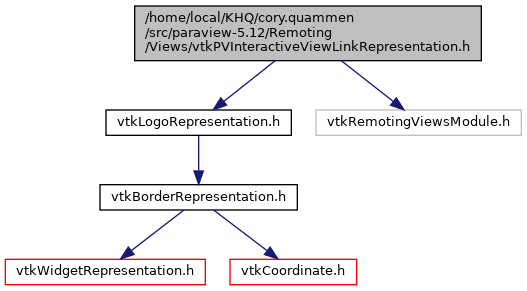 /home/local/KHQ/cory.quammen
/src/paraview-5.12/Remoting
/Views/vtkPVInteractiveViewLinkRepresentation.h
vtkLogoRepresentation.h
vtkRemotingViewsModule.h
vtkBorderRepresentation.h
vtkWidgetRepresentation.h
vtkCoordinate.h